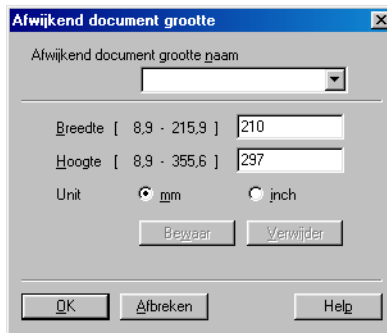 Afwijkend document grootte
Afwijkend document grootte naam
Breedte [ 8,9 - 215,9 ] 210
Hoogte [ 8,9 - 355,6 ] 297
Unit mm inch
Bewaar Verwijder
OK Afbreken Help